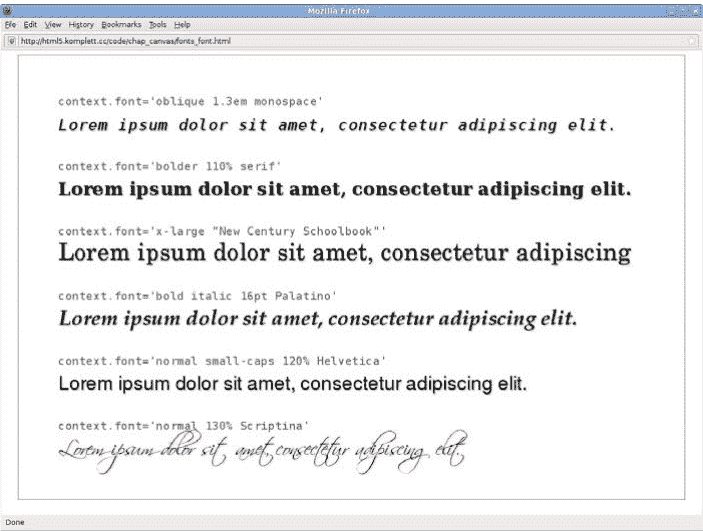 Mozilla Firefox
File Edit View History Bookmarks Tools Help
http://html5.komplett.cc/code/chap_canvas/fonts_font.html
context.font='oblique 1.3em monospace'
Lorem ipsum dolor sit amet, consectetur adipiscing elit.
context.font='bolder 110% serif'
Lorem ipsum dolor sit amet, consectetur adipiscing elit.
context.font='x-large "New Century Schoolbook"'
Lorem ipsum dolor sit amet, consectetur adipiscing
context.font='bold italic 16pt Palatino'
Lorem ipsum dolor sit amet, consectetur adipiscing elit.
context.font='normal small-caps 120% Helvetica'
Lorem ipsum dolor sit amet, consectetur adipiscing elit.
context.font='normal 130% Scriptina'
Lorem ipsum dolor sit amet, consectetur adipiscing elit.
Done